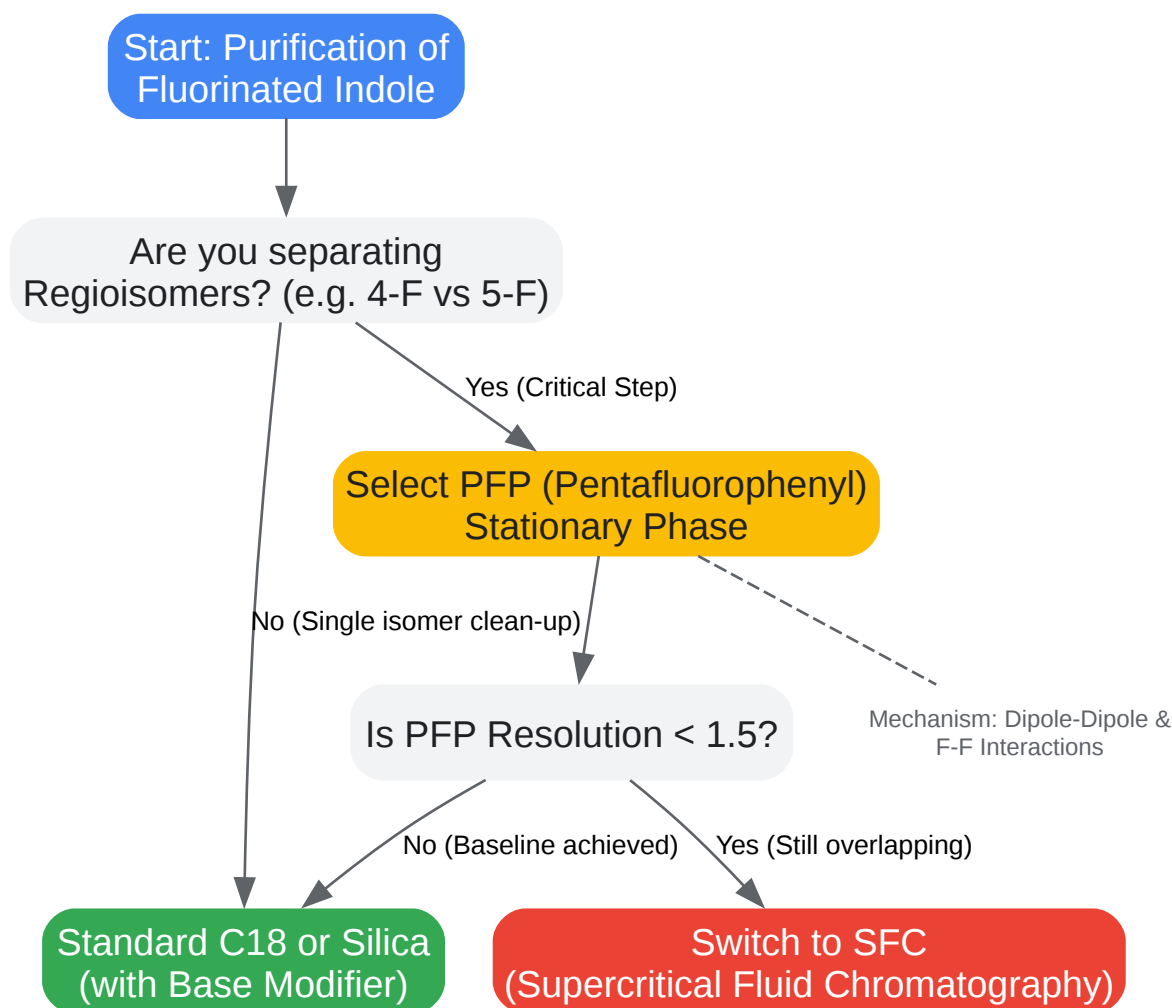 Start: Purification of
Fluorinated Indole
Are you separating
Regioisomers? (e.g. 4-F vs 5-F)
Yes (Critical Step)
Select PFP (Pentafluorophenyl)
Stationary Phase
No (Single isomer clean-up)
Is PFP Resolution < 1.5?
Mechanism: Dipole-Dipole &
F-F Interactions
No (Baseline achieved)
Yes (Still overlapping)
Standard C18 or Silica
(with Base Modifier)
Switch to SFC
(Supercritical Fluid Chromatography)